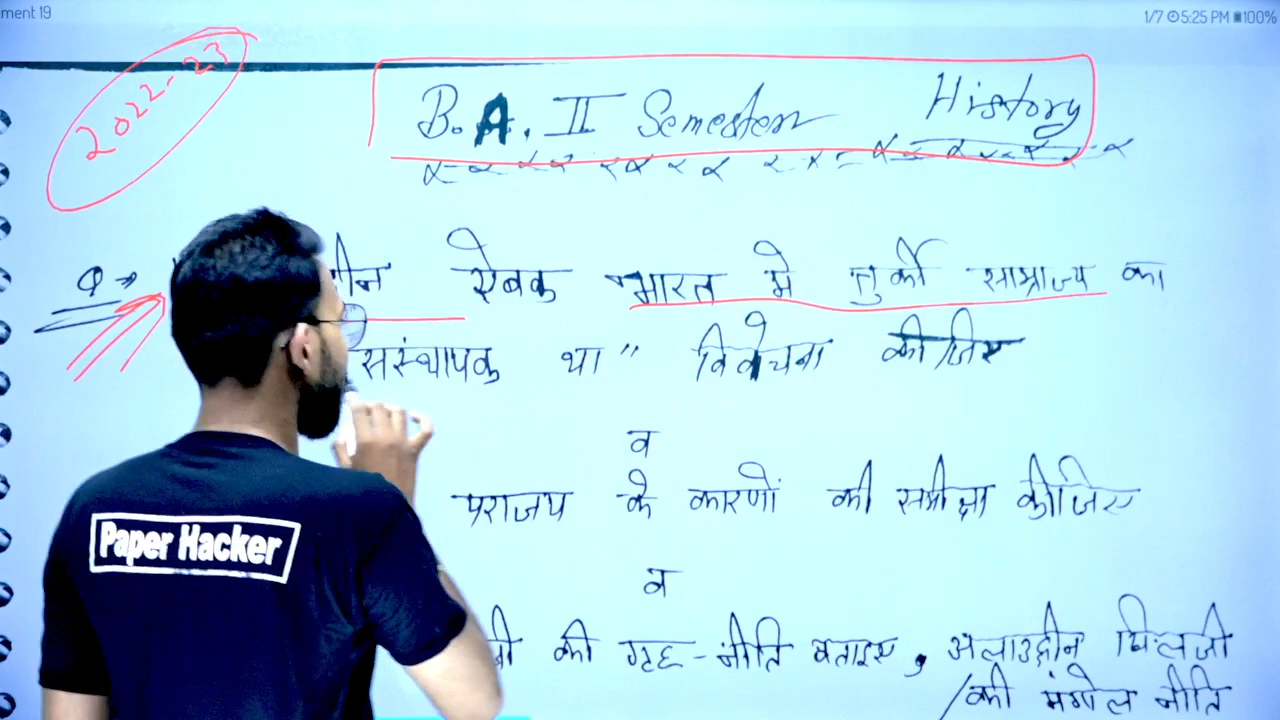 ment 19
1/7 5:25 PM 100%
2022-23
B.A. II Semester History
Q ऐबक भारत मे तुर्की साम्राज्य का
संस्थापक था" विवेचना कीजिए
व
पराजय के कारणों की समीक्षा कीजिए
व
की गृह-नीति बताइए, अलाउद्दीन खिलजी
की मंगोल नीति
Paper Hacker